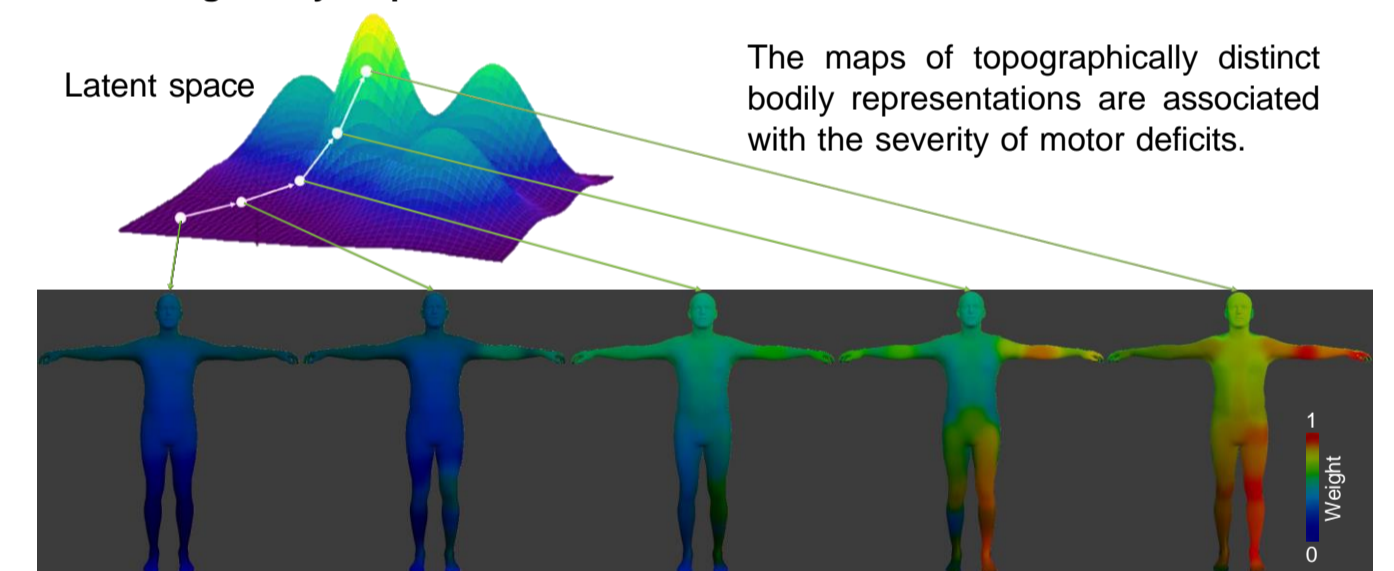 Latent space
The maps of topographically distinct
bodily representations are associated
with the severity of motor deficits.
1
Weight
0